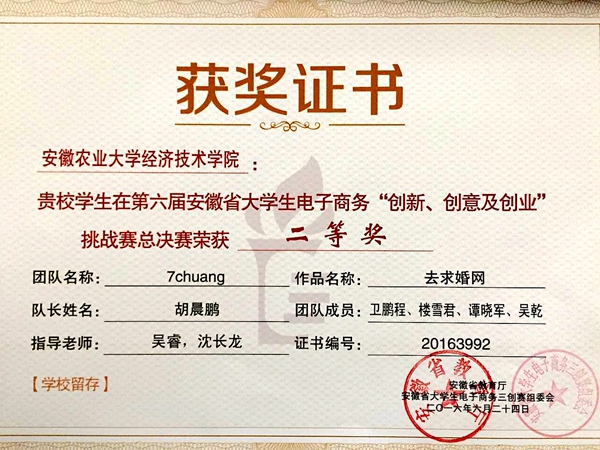 获奖证书
安徽农业大学经济技术学院：
贵校学生在第六届安徽省大学生电子商务“创新、创意及创业”
挑战赛总决赛荣获 二等奖
团队名称： 7chuang 作品名称： 去求婚网
队长姓名： 胡晨鹏 团队成员： 卫鹏程、楼雪君、谭晓军、吴乾
指导老师： 吴睿，沈长龙 证书编号： 20163992
【学校留存】
安徽省教育厅
安徽省大学生电子商务三创赛组委会
二〇一六年六月二十四日
安徽省教育厅